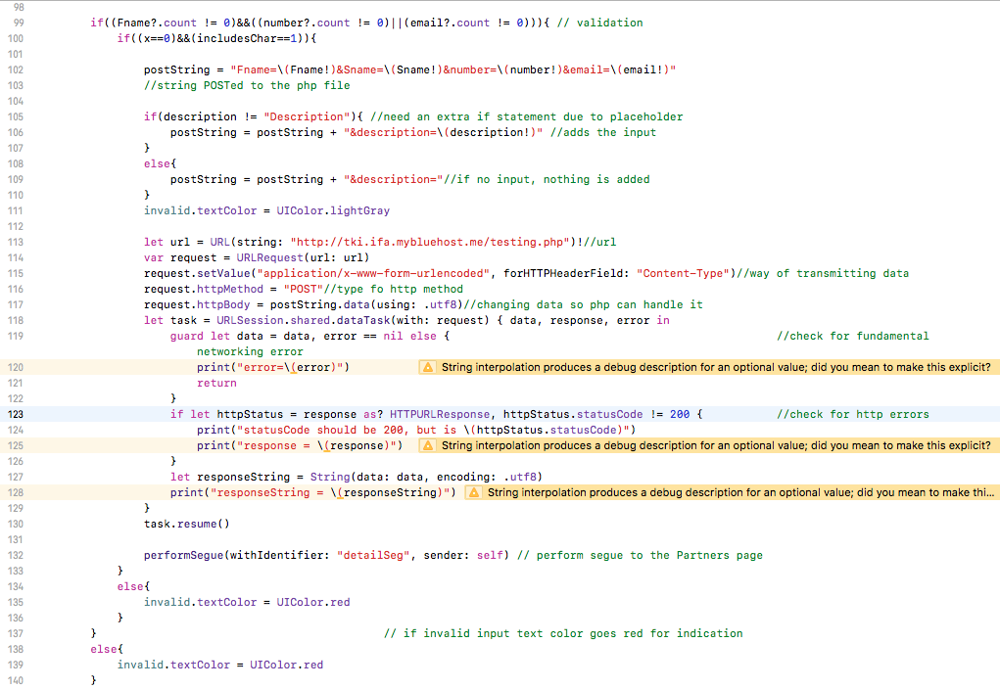 98
99 if((Fname?.count != 0)&&((number?.count != 0)||(email?.count != 0))){ // validation
100 if((x==0)&&(includesChar==1)){
101
102 postString = "Fname=\(Fname!)&Sname=\(Sname!)&number=\(number!)&email=\(email!)"
103 //string POSTed to the php file
104
105 if(description != "Description"){ //need an extra if statement due to placeholder
106 postString = postString + "&description=\(description!)" //adds the input
107 }
108 else{
109 postString = postString + "&description="//if no input, nothing is added
110 }
111 invalid.textColor = UIColor.lightGray
112
113 let url = URL(string: "http://tki.ifa.mybluehost.me/testing.php")!//url
114 var request = URLRequest(url: url)
115 request.setValue("application/x-www-form-urlencoded", forHTTPHeaderField: "Content-Type")//way of transmitting data
116 request.httpMethod = "POST"//type fo http method
117 request.httpBody = postString.data(using: .utf8)//changing data so php can handle it
118 let task = URLSession.shared.dataTask(with: request) { data, response, error in
119 guard let data = data, error == nil else { //check for fundamental
networking error
120 print("error=\(error)") String interpolation produces a debug description for an optional value; did you mean to make this explicit?
121 return
122 }
123 if let httpStatus = response as? HTTPURLResponse, httpStatus.statusCode != 200 { //check for http errors
124 print("statusCode should be 200, but is \(httpStatus.statusCode)")
125 print("response = \(response)") String interpolation produces a debug description for an optional value; did you mean to make this explicit?
126 }
127 let responseString = String(data: data, encoding: .utf8)
128 print("responseString = \(responseString)") String interpolation produces a debug description for an optional value; did you mean to make thi...
129 }
130 task.resume()
131
132 performSegue(withIdentifier: "detailSeg", sender: self) // perform segue to the Partners page
133 }
134 else{
135 invalid.textColor = UIColor.red
136 }
137 } // if invalid input text color goes red for indication
138 else{
139 invalid.textColor = UIColor.red
140 }